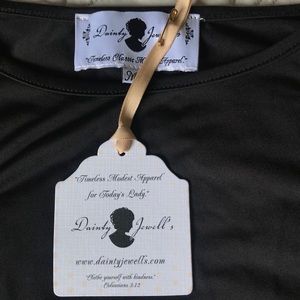 Dainty Jewell's
"Timeless Classic Modest Apparel"
M
"Timeless Modest Apparel
for Today's Lady."
Dainty Jewell's
www.daintyjewells.com
"Clothe yourself with kindness."
Colossians 3:12